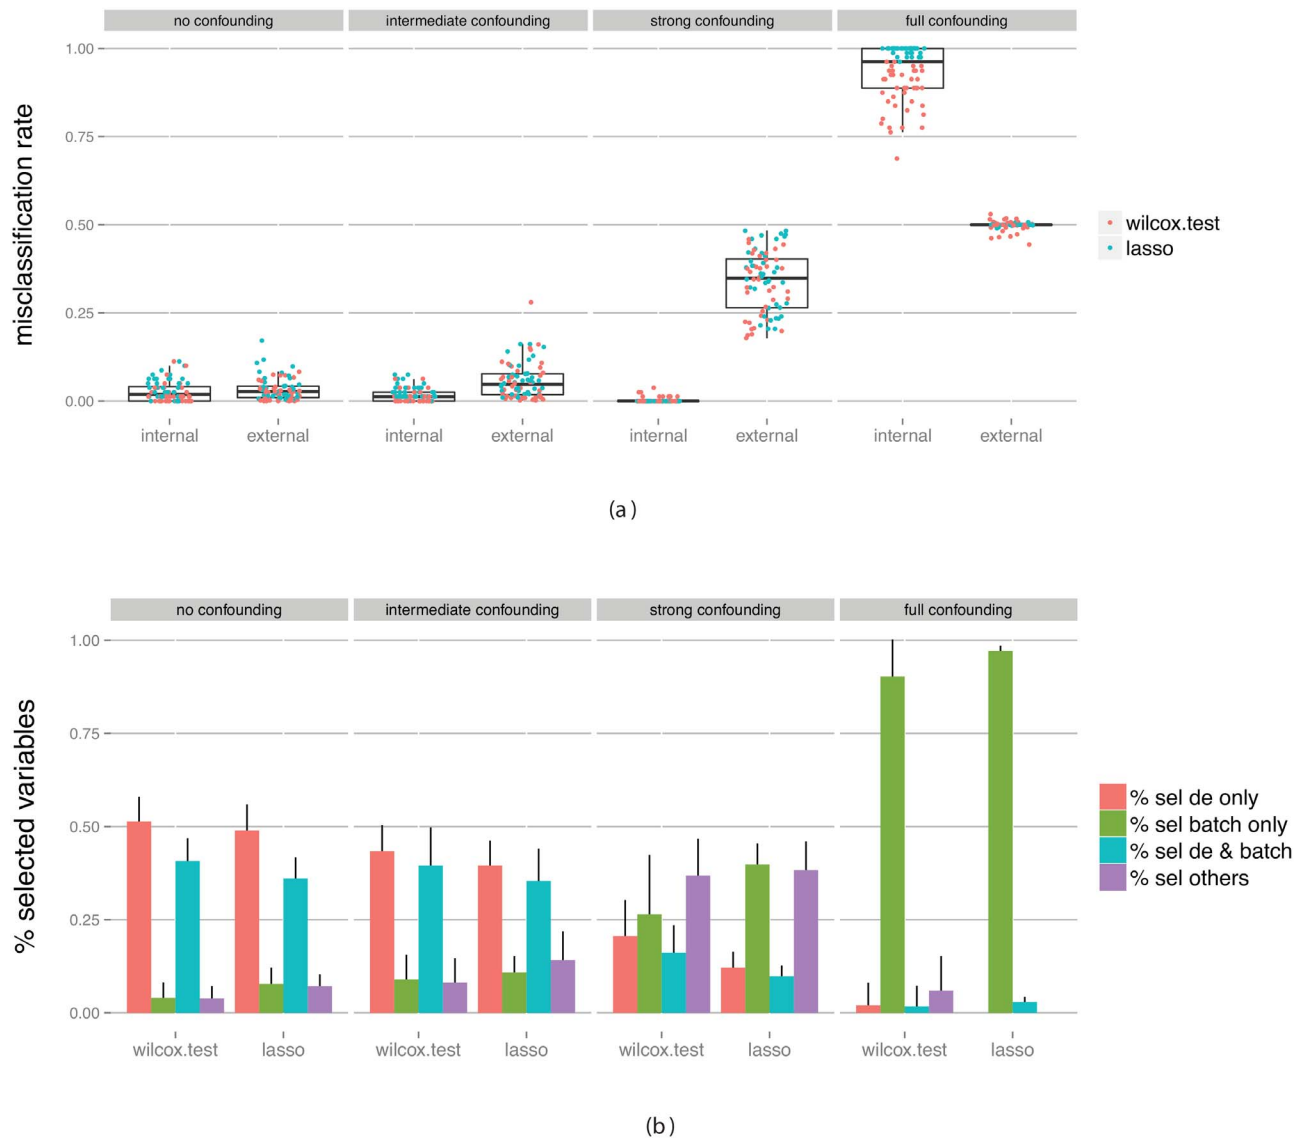 no confounding intermediate confounding strong confounding full confounding
misclassification rate
1.00
0.75
0.50
0.25
0.00
internal external internal external internal external internal external
wilcox.test
lasso
(a)
no confounding intermediate confounding strong confounding full confounding
% selected variables
1.00
0.75
0.50
0.25
0.00
wilcox.test lasso wilcox.test lasso wilcox.test lasso wilcox.test lasso
% sel de only
% sel batch only
% sel de & batch
% sel others
(b)